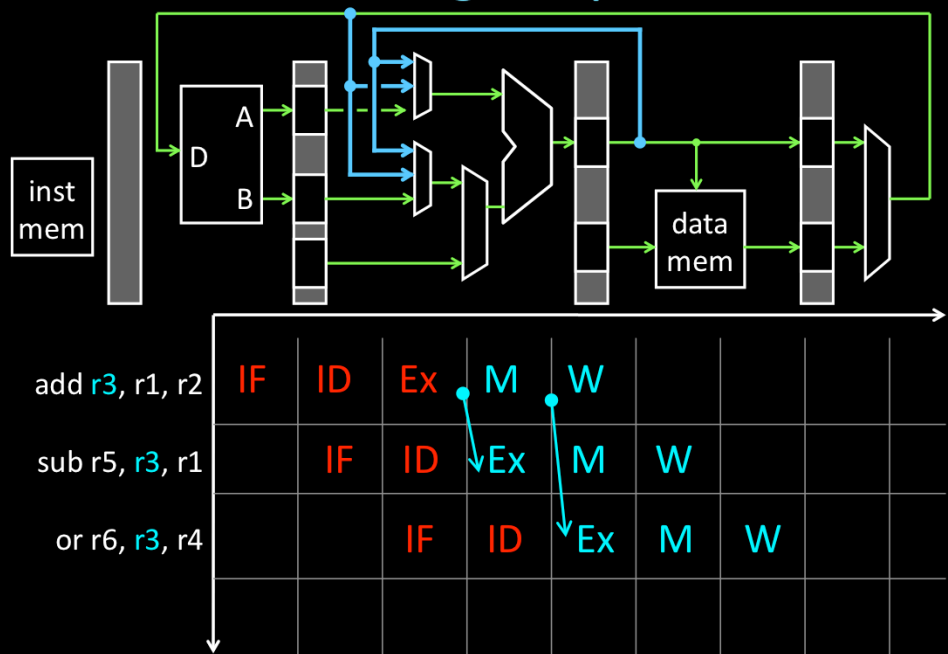 A
D
B
inst
mem
data
mem
add r3, r1, r2 IF ID Ex M W
sub r5, r3, r1 IF ID Ex M W
or r6, r3, r4 IF ID Ex M W